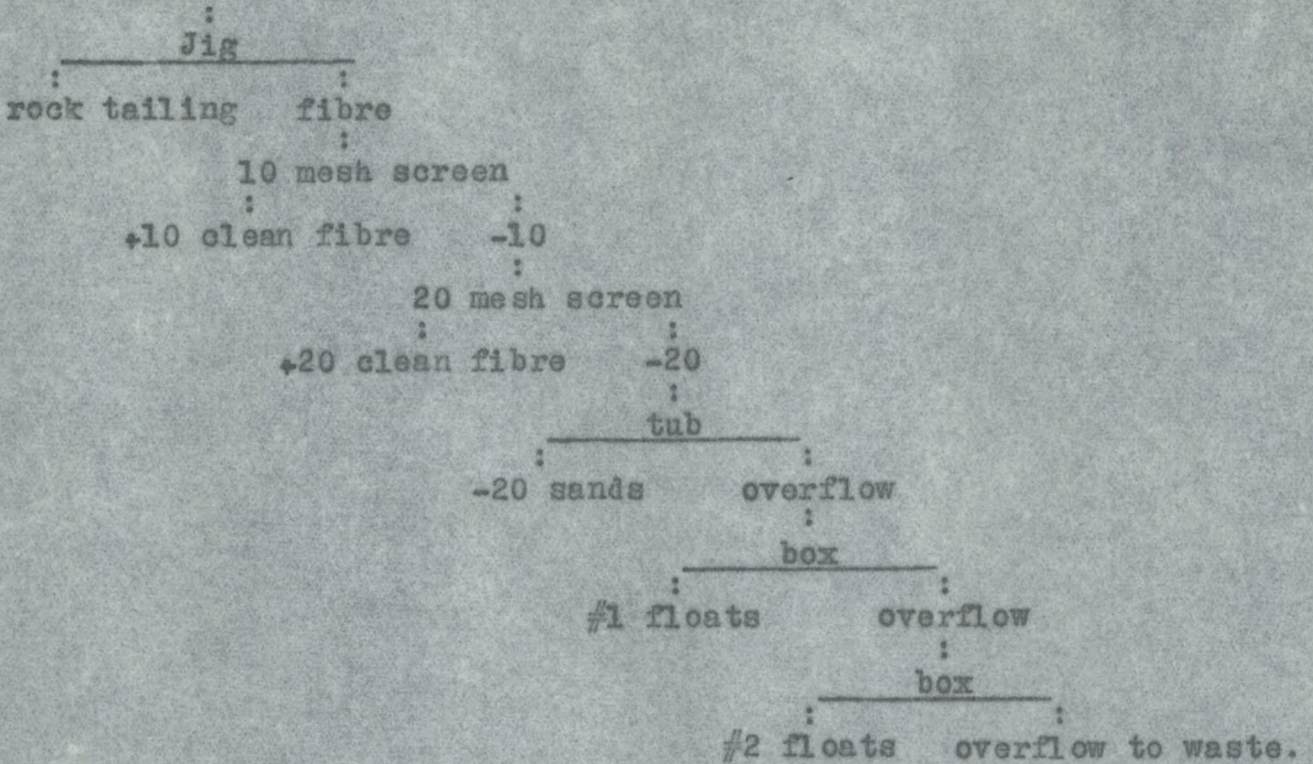 :
Jig
: :
rock tailing fibre
:
10 mesh screen
: :
+10 clean fibre -10
:
20 mesh screen
: :
+20 clean fibre -20
:
tub
: :
-20 sands overflow
:
box
: :
#1 floats overflow
:
box
: :
#2 floats overflow to waste.